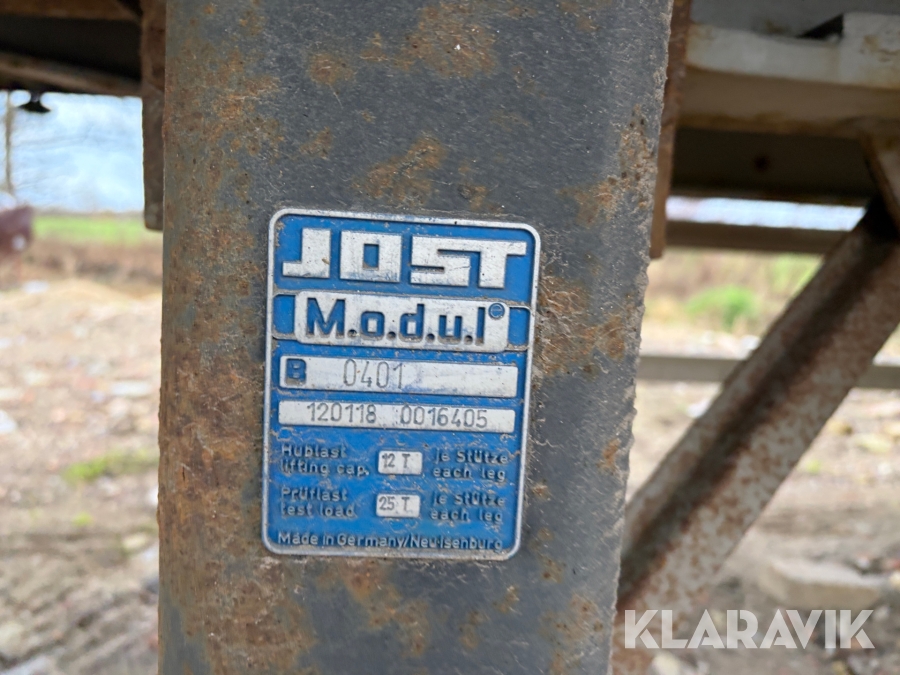 JOST
M.o.d.u.l e
B 0401
120118 0016405
Hublast 12 T je Stütze
lifting cap. each leg
Prüflast 25 T je Stütze
test load each leg
Made in Germany/Neu-Isenburg
KLARAVIK